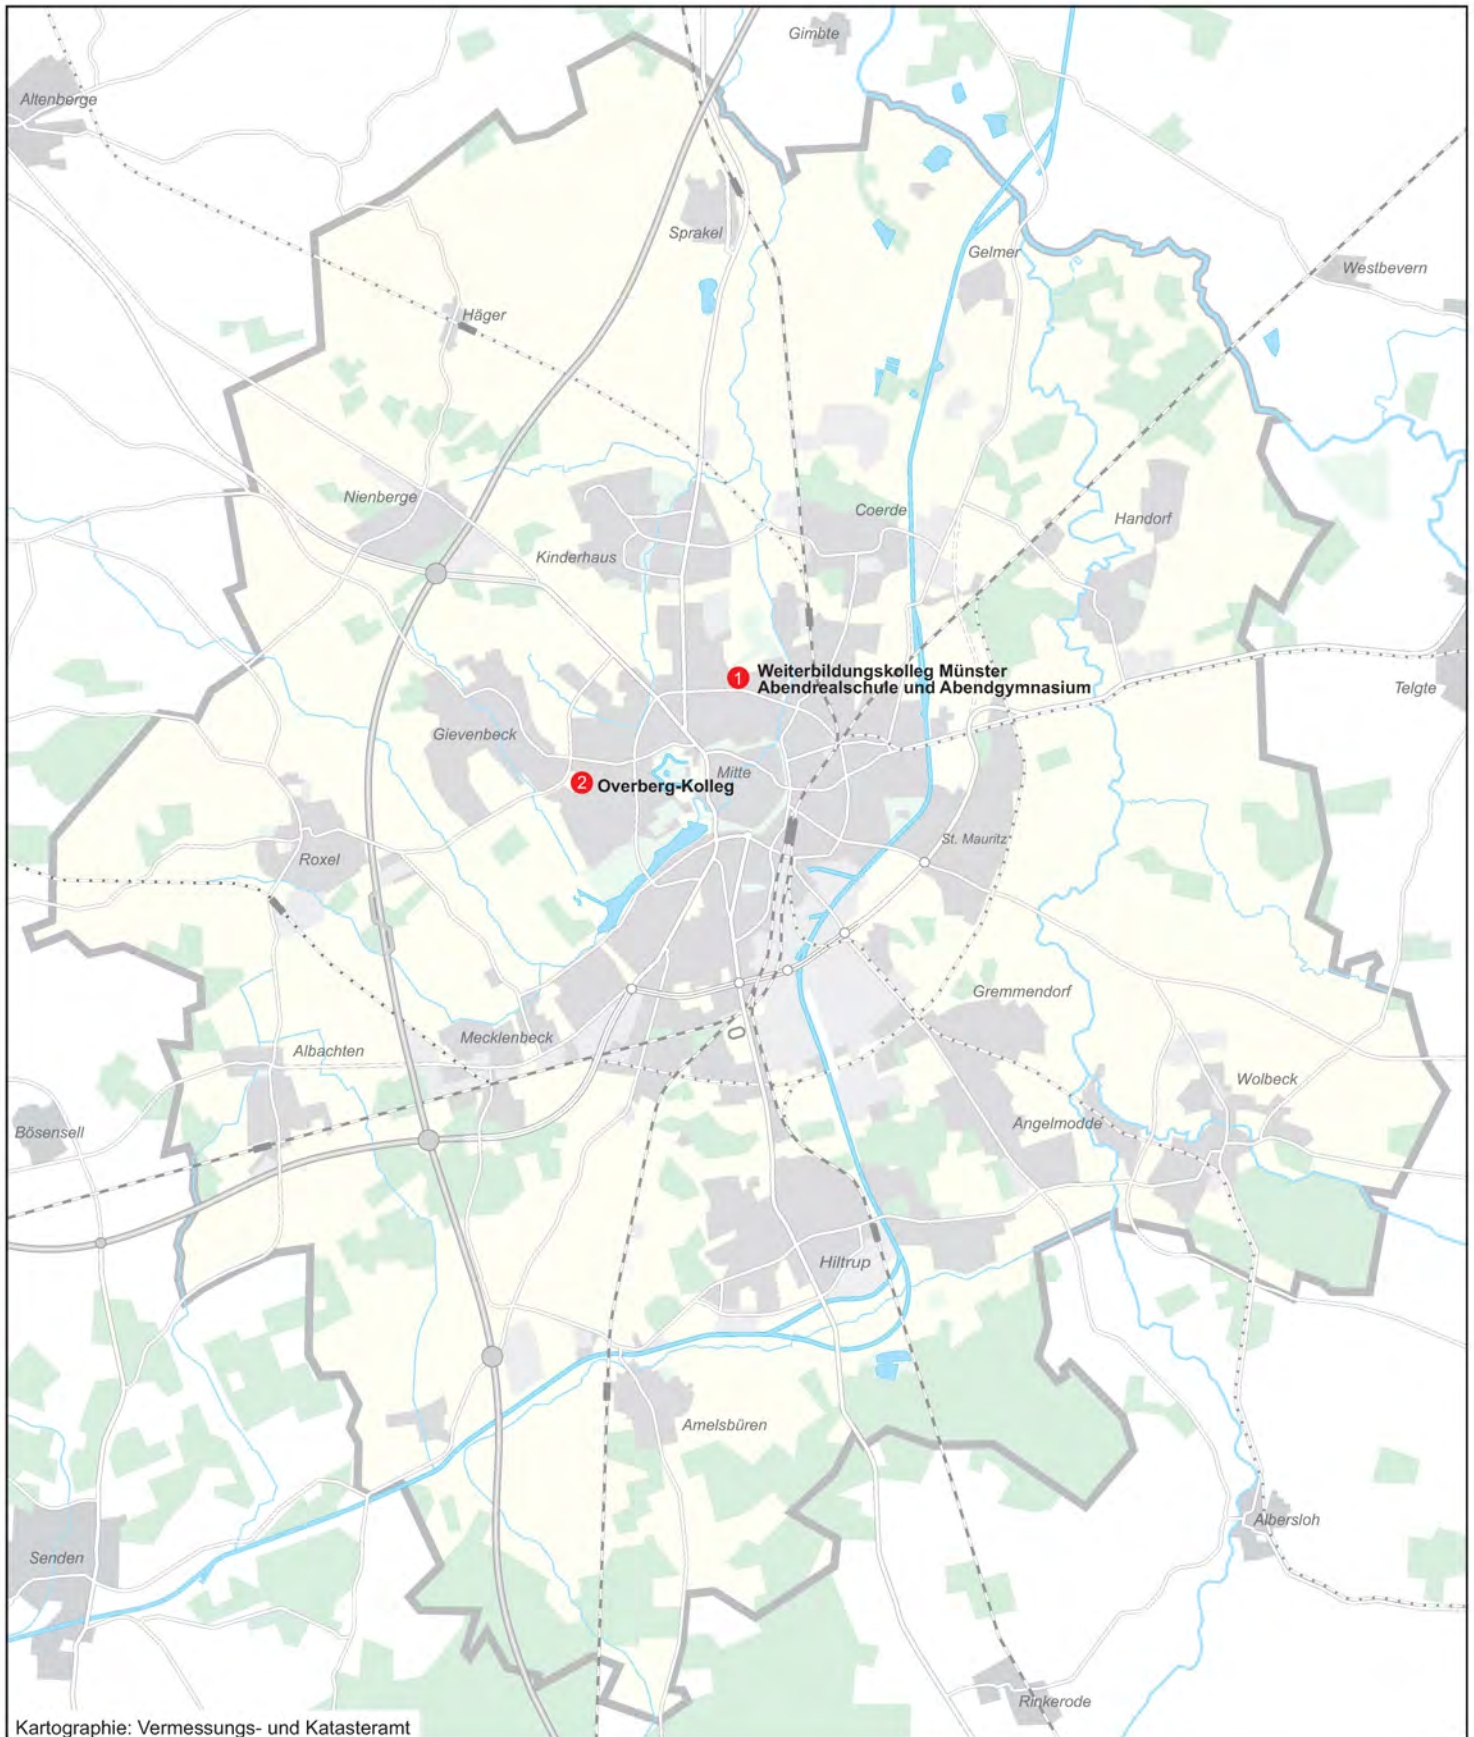 Gimbte
Altenberge
Sprakel
Gelmer
Westbevern
Häger
Nienberge
Coerde
Handorf
Kinderhaus
1 Weiterbildungskolleg Münster
Abendrealschule und Abendgymnasium
Telgte
Gievenbeck
Mitte
2 Overberg-Kolleg
St. Mauritz
Roxel
Gremmendorf
Mecklenbeck
Albachten
Wolbeck
Angelmodde
Bösensell
Hiltrup
Amelsbüren
Albersloh
Senden
Rinkerode
Kartographie: Vermessungs- und Katasteramt